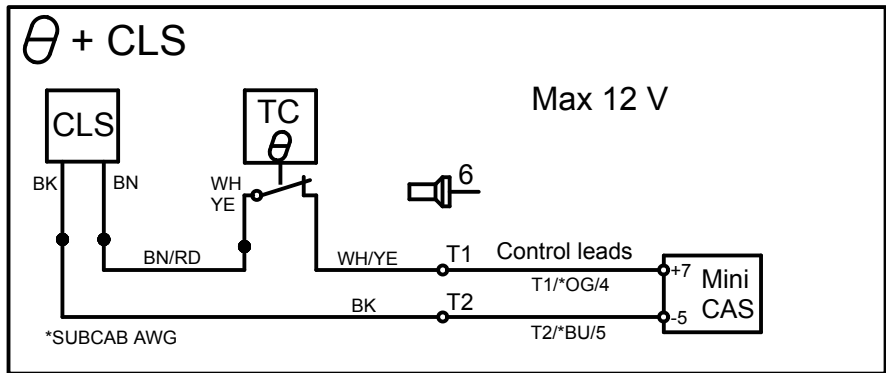 θ + CLS
Max 12 V
CLS
TC
θ
BK
BN
WH
YE
6
BN/RD
WH/YE
T1
Control leads
+7
Mini
CAS
T1/*OG/4
BK
T2
-5
*SUBCAB AWG
T2/*BU/5